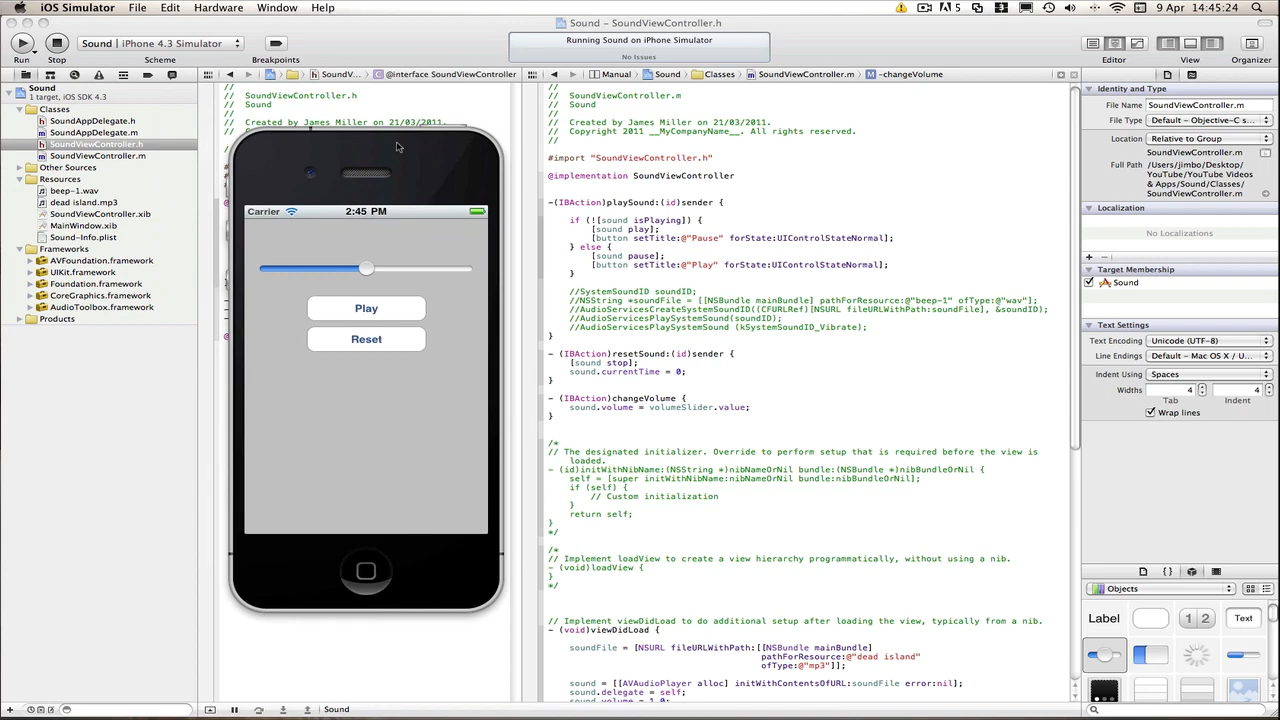 iOS Simulator File Edit Hardware Window Help
5 3 9 Apr 14:45:24
Sound – SoundViewController.h
Sound | iPhone 4.3 Simulator
Running Sound on iPhone Simulator
No Issues
Run Stop Scheme Breakpoints Editor View Organizer
SoundV... @interface SoundViewController
Manual Sound Classes SoundViewController.m -changeVolume
Sound
1 target, iOS SDK 4.3
Classes
SoundAppDelegate.h
SoundAppDelegate.m
SoundViewController.h
SoundViewController.m
Other Sources
Resources
beep-1.wav
dead island.mp3
SoundViewController.xib
MainWindow.xib
Sound-Info.plist
Frameworks
AVFoundation.framework
UIKit.framework
Foundation.framework
CoreGraphics.framework
AudioToolbox.framework
Products
//
// SoundViewController.h
// Sound
//
// Created by James Miller on 21/03/2011.
Carrier 2:45 PM
Play
Reset
//
// SoundViewController.m
// Sound
//
// Created by James Miller on 21/03/2011.
// Copyright 2011 __MyCompanyName__. All rights reserved.
//
#import "SoundViewController.h"
@implementation SoundViewController
-(IBAction)playSound:(id)sender {
if (![sound isPlaying]) {
[sound play];
[button setTitle:@"Pause" forState:UIControlStateNormal];
} else {
[sound pause];
[button setTitle:@"Play" forState:UIControlStateNormal];
}
//SystemSoundID soundID;
//NSString *soundFile = [[NSBundle mainBundle] pathForResource:@"beep-1" ofType:@"wav"];
//AudioServicesCreateSystemSoundID((CFURLRef)[NSURL fileURLWithPath:soundFile], &soundID);
//AudioServicesPlaySystemSound(soundID);
//AudioServicesPlaySystemSound (kSystemSoundID_Vibrate);
}
- (IBAction)resetSound:(id)sender {
[sound stop];
sound.currentTime = 0;
}
- (IBAction)changeVolume {
sound.volume = volumeSlider.value;
}
/*
// The designated initializer. Override to perform setup that is required before the view is
loaded.
- (id)initWithNibName:(NSString *)nibNameOrNil bundle:(NSBundle *)nibBundleOrNil {
self = [super initWithNibName:nibNameOrNil bundle:nibBundleOrNil];
if (self) {
// Custom initialization
}
return self;
}
*/
/*
// Implement loadView to create a view hierarchy programmatically, without using a nib.
- (void)loadView {
}
*/
// Implement viewDidLoad to do additional setup after loading the view, typically from a nib.
- (void)viewDidLoad {
soundFile = [NSURL fileURLWithPath:[[NSBundle mainBundle]
pathForResource:@"dead island"
ofType:@"mp3"]];
sound = [[AVAudioPlayer alloc] initWithContentsOfURL:soundFile error:nil];
sound.delegate = self;
sound.volume = 1.0;
Identity and Type
File Name SoundViewController.m
File Type Default - Objective-C s...
Location Relative to Group
SoundViewController.m
Full Path /Users/jimbo/Desktop/
YouTube/YouTube Videos
& Apps/Sound/Classes/
SoundViewController.m
Localization
No Localizations
Target Membership
Sound
Text Settings
Text Encoding Unicode (UTF-8)
Line Endings Default - Mac OS X / U...
Indent Using Spaces
Widths 4 4
Tab Indent
Wrap lines
Objects
Label 1 2 Text
Sound